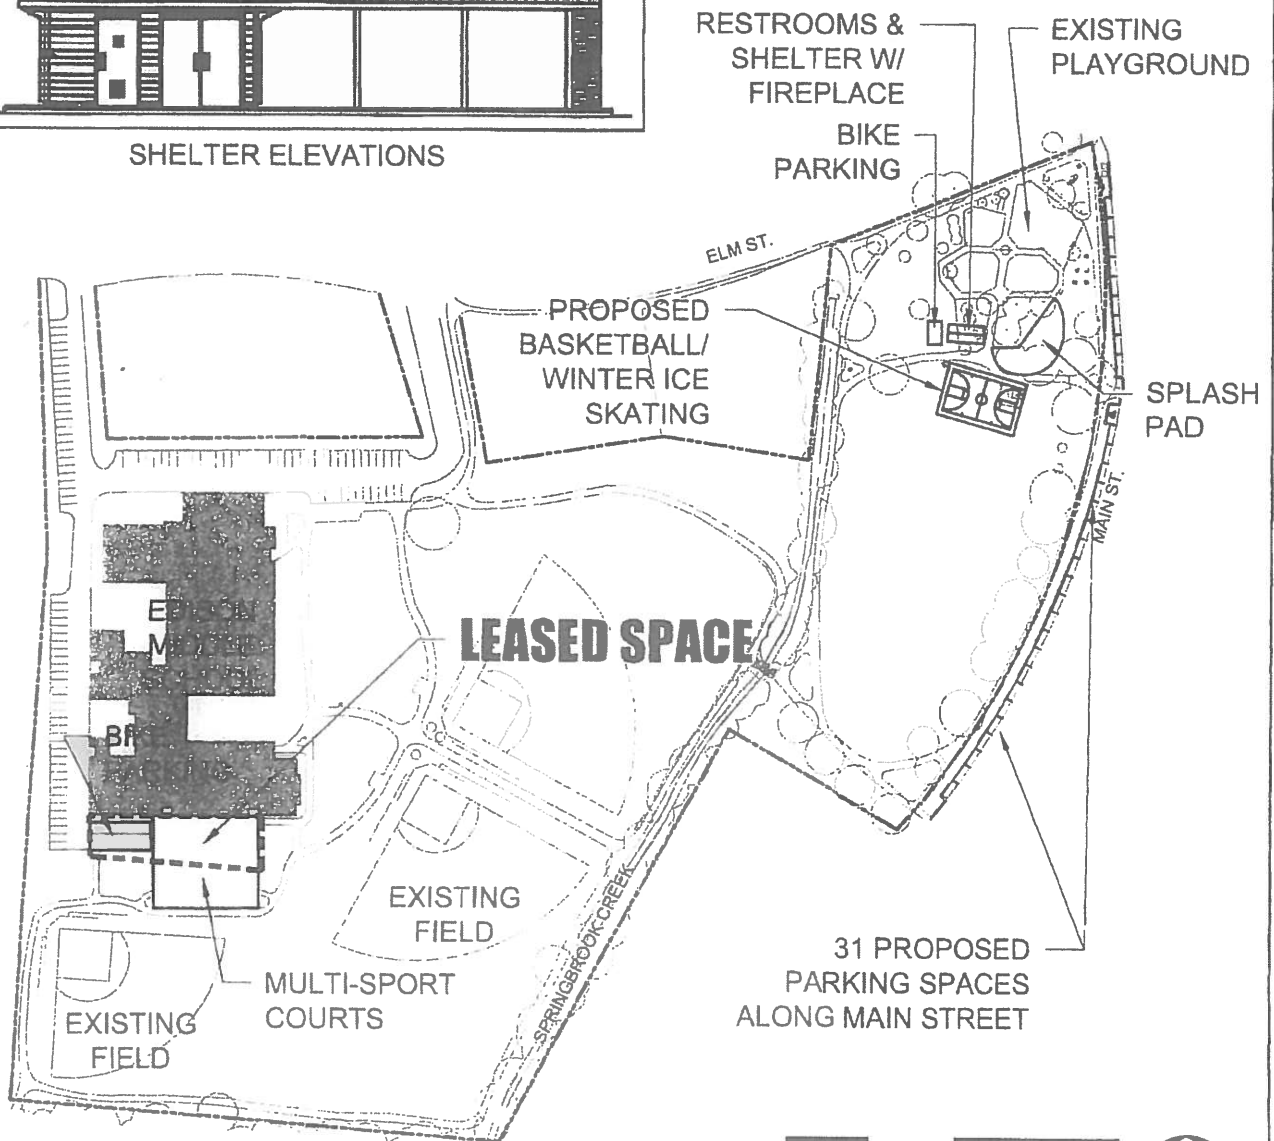 SHELTER ELEVATIONS
RESTROOMS &
SHELTER W/
FIREPLACE
EXISTING
PLAYGROUND
BIKE
PARKING
ELM ST.
PROPOSED
BASKETBALL/
WINTER ICE
SKATING
SPLASH
PAD
MAIN ST.
LEASED SPACE
EXISTING
FIELD
SPRINGBROOK CREEK
MULTI-SPORT
COURTS
EXISTING
FIELD
31 PROPOSED
PARKING SPACES
ALONG MAIN STREET